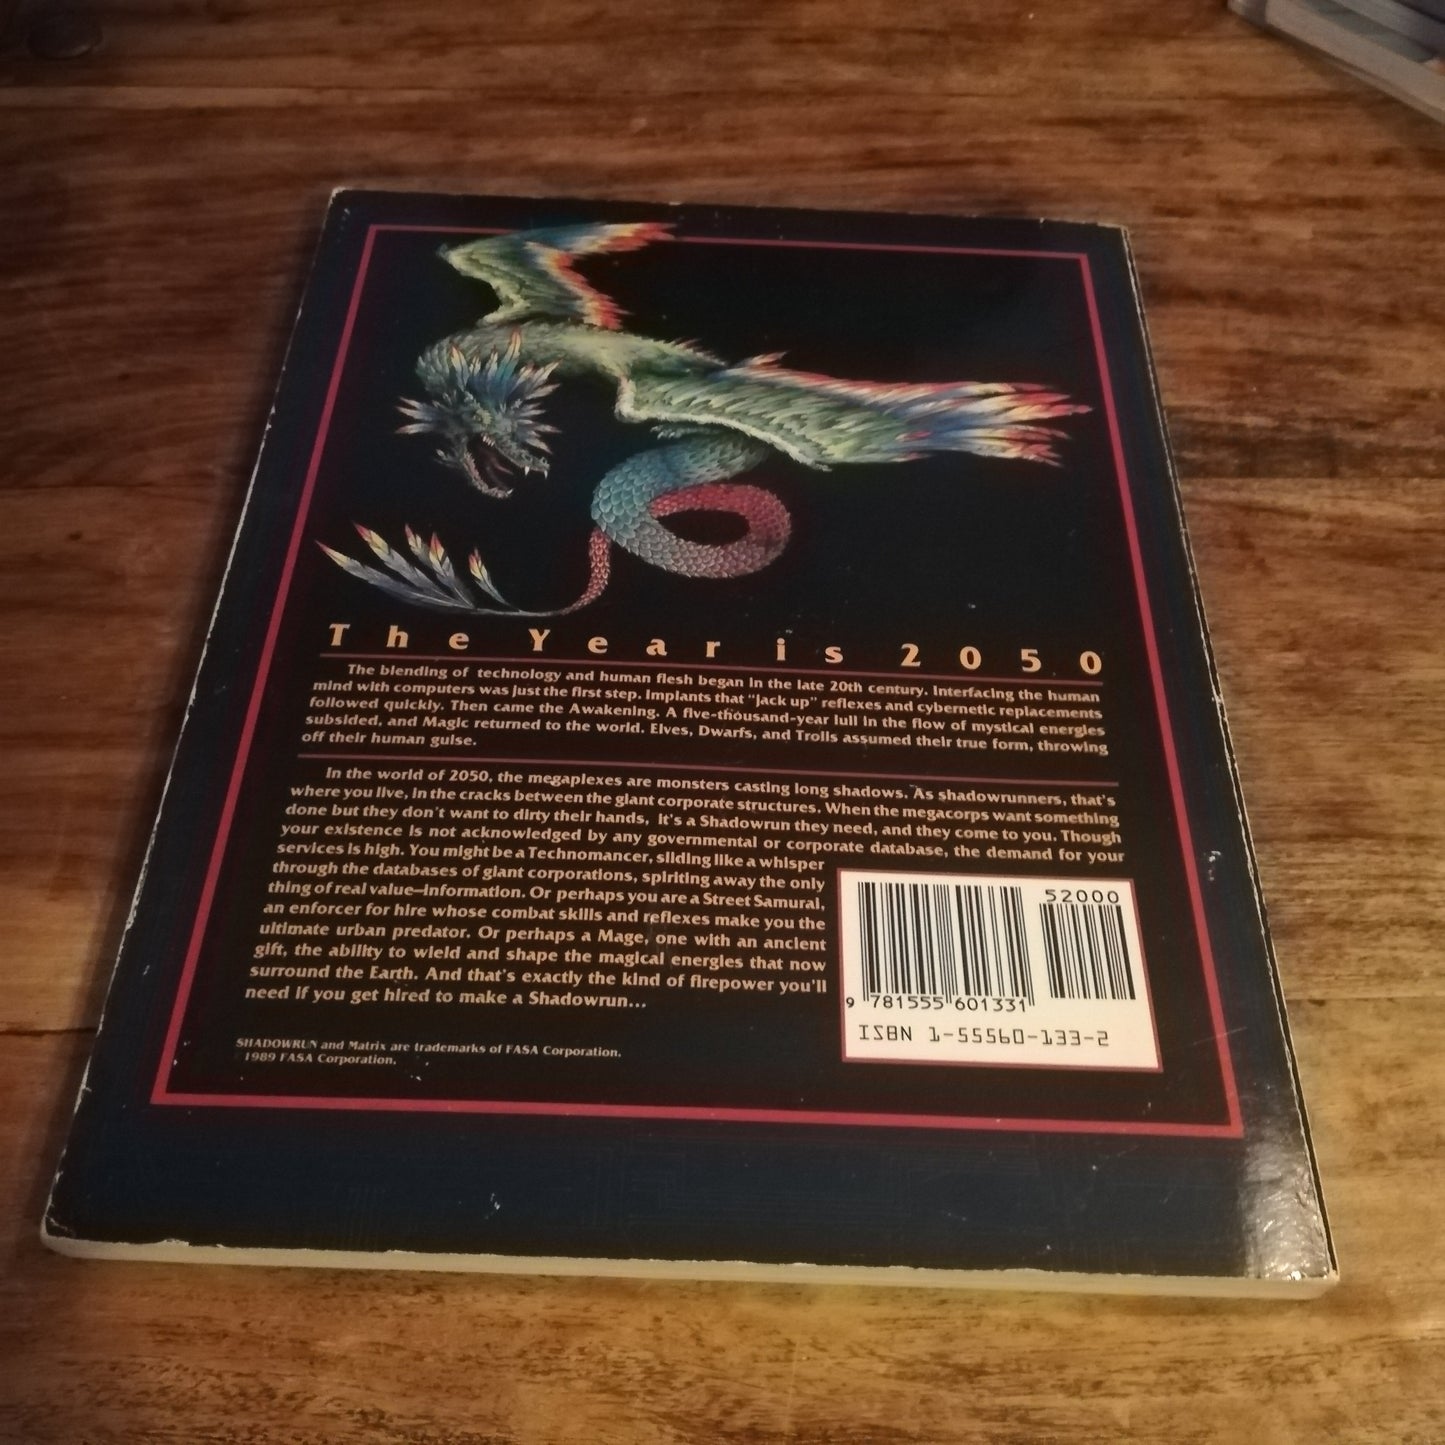 The Year is 2050
The blending of technology and human flesh began in the late 20th century. Interfacing the human
mind with computers was just the first step. Implants that "jack up" reflexes and cybernetic replacements
followed quickly. Then came the Awakening. A five-thousand-year lull in the flow of mystical energies
subsided, and Magic returned to the world. Elves, Dwarfs, and Trolls assumed their true form, throwing
off their human guise.
In the world of 2050, the megaplexes are monsters casting long shadows. As shadowrunners, that's
where you live, in the cracks between the giant corporate structures. When the megacorps want something
done but they don't want to dirty their hands, it's a Shadowrun they need, and they come to you. Though
your existence is not acknowledged by any governmental or corporate database, the demand for your
services is high. You might be a Technomancer, sliding like a whisper
through the databases of giant corporations, spiriting away the only
thing of real value—information. Or perhaps you are a Street Samurai,
an enforcer for hire whose combat skills and reflexes make you the
ultimate urban predator. Or perhaps a Mage, one with an ancient
gift, the ability to wield and shape the magical energies that now
surround the Earth. And that's exactly the kind of firepower you'll
need if you get hired to make a Shadowrun...
SHADOWRUN and Matrix are trademarks of FASA Corporation.
1989 FASA Corporation.
52000
9 781555 601331
ISBN 1-55560-133-2